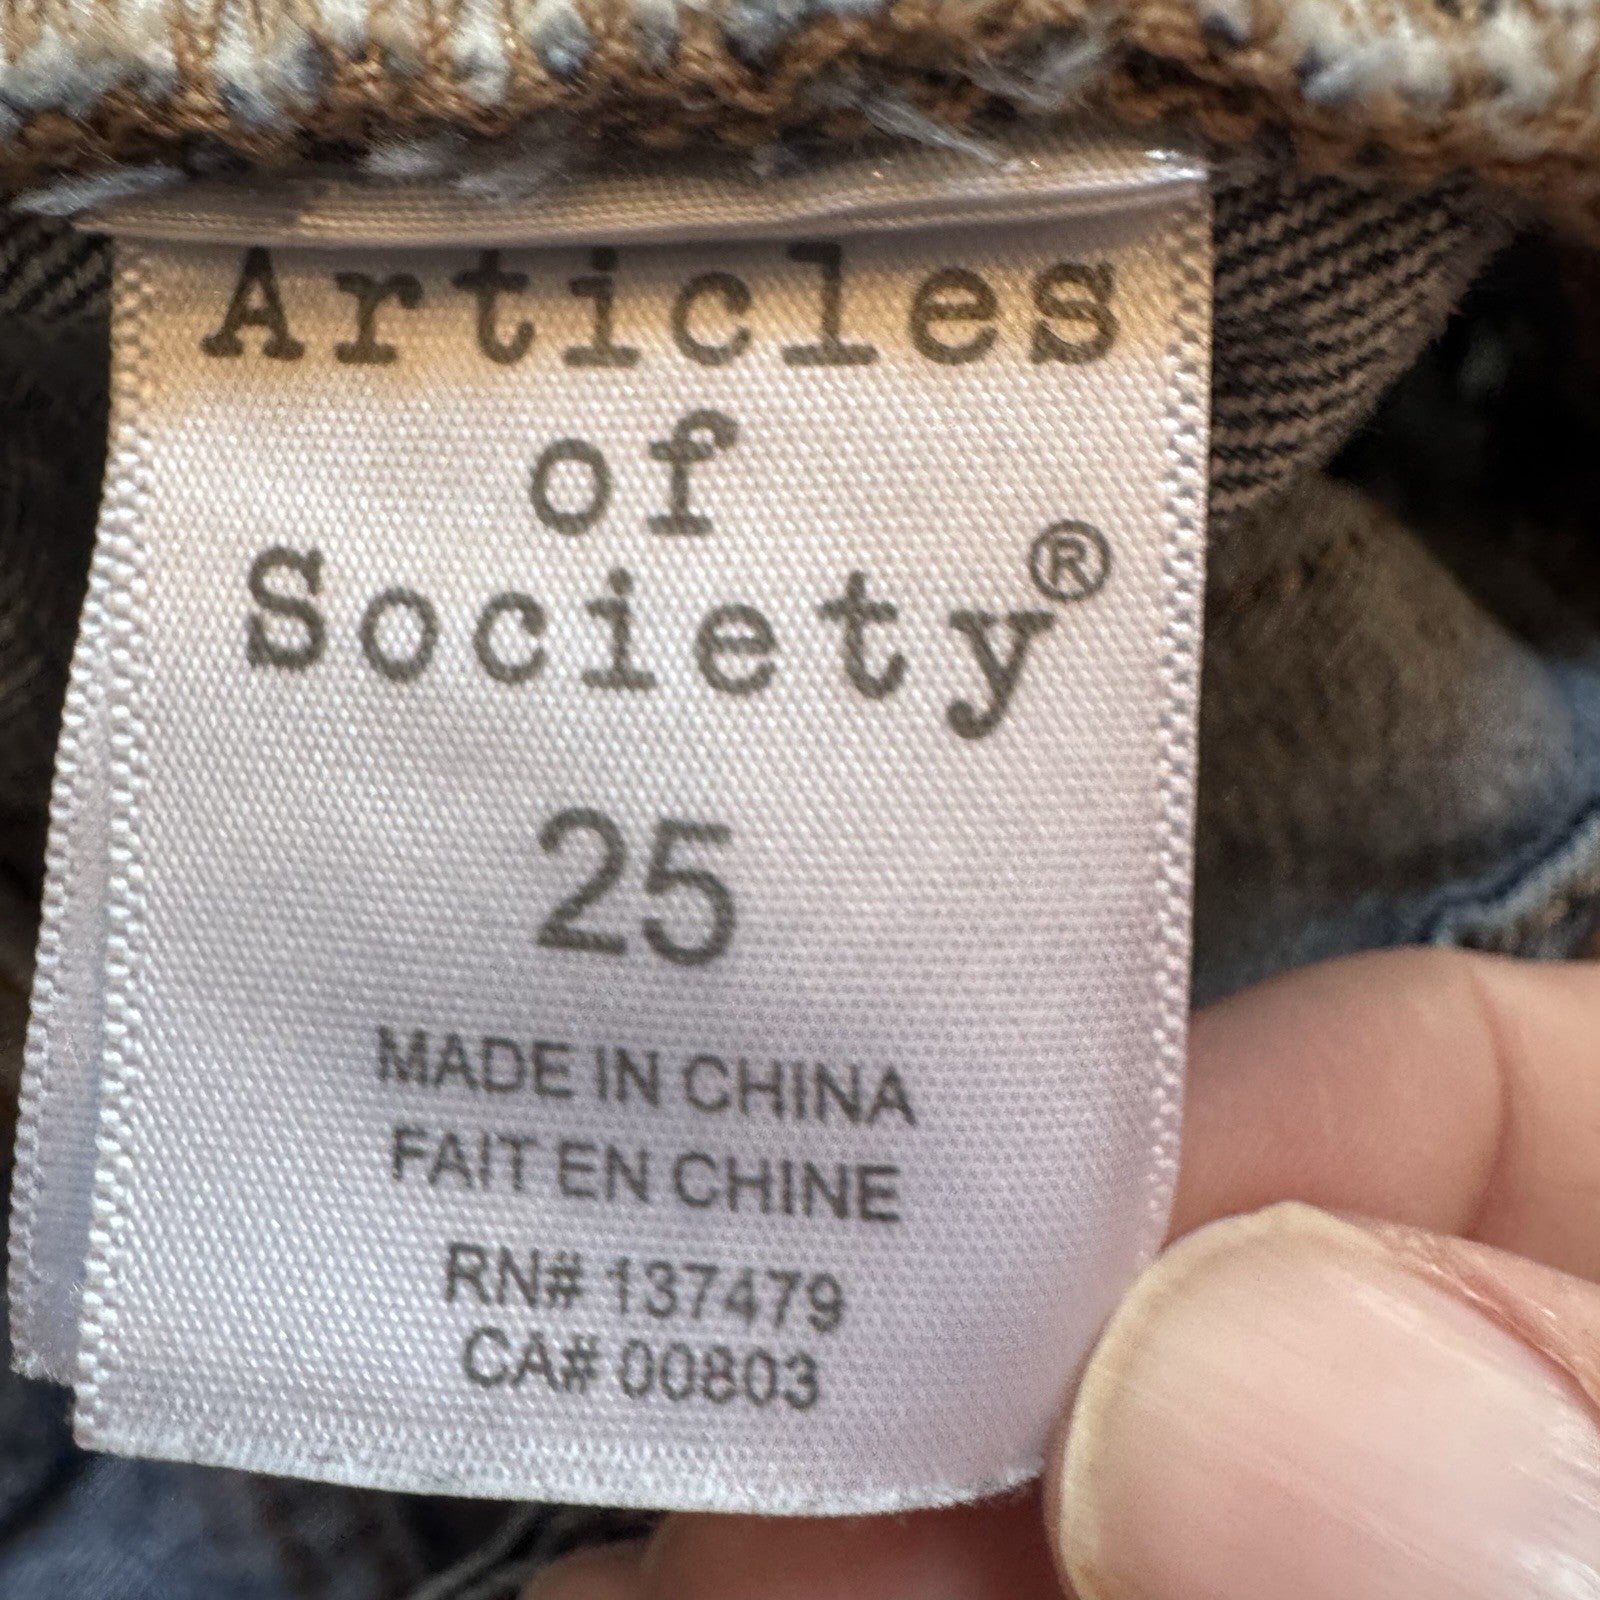 Articles
of
Society®
25
MADE IN CHINA
FAIT EN CHINE
RN# 137479
CA# 00803